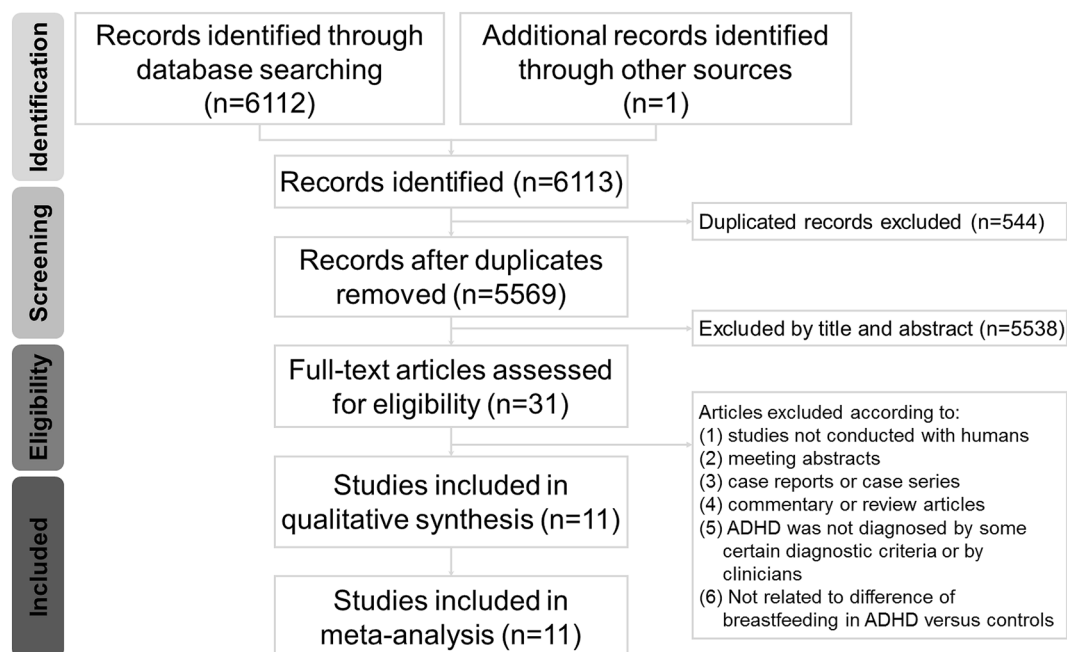 Identification
Records identified through
database searching
(n=6112)
Additional records identified
through other sources
(n=1)
Records identified (n=6113)
Screening
Duplicated records excluded (n=544)
Records after duplicates
removed (n=5569)
Excluded by title and abstract (n=5538)
Eligibility
Full-text articles assessed
for eligibility (n=31)
Articles excluded according to:
(1) studies not conducted with humans
(2) meeting abstracts
(3) case reports or case series
(4) commentary or review articles
(5) ADHD was not diagnosed by some
certain diagnostic criteria or by
clinicians
(6) Not related to difference of
breastfeeding in ADHD versus controls
Included
Studies included in
qualitative synthesis (n=11)
Studies included in
meta-analysis (n=11)